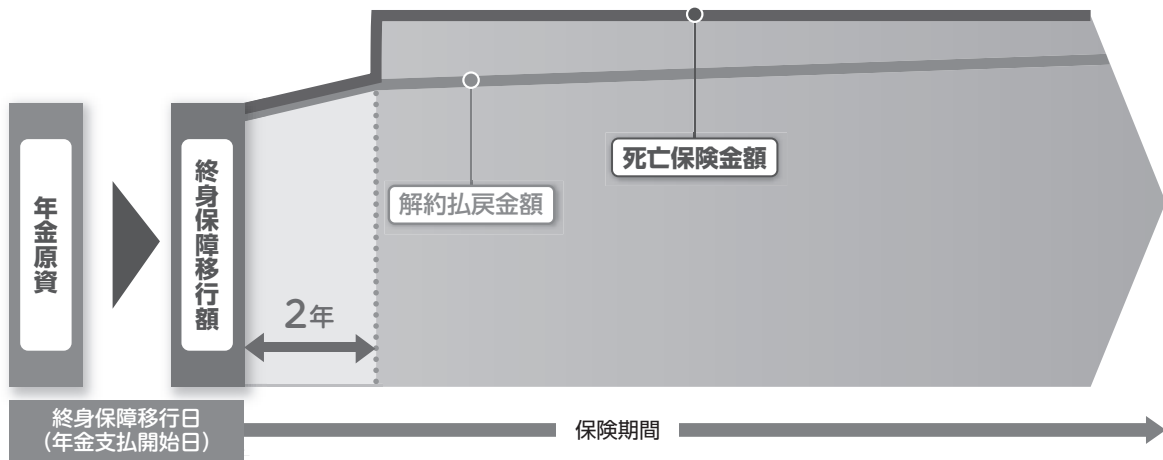 年金原資
終身保障移行額
2年
解約払戻金額
死亡保険金額
終身保障移行日
（年金支払開始日）
保険期間